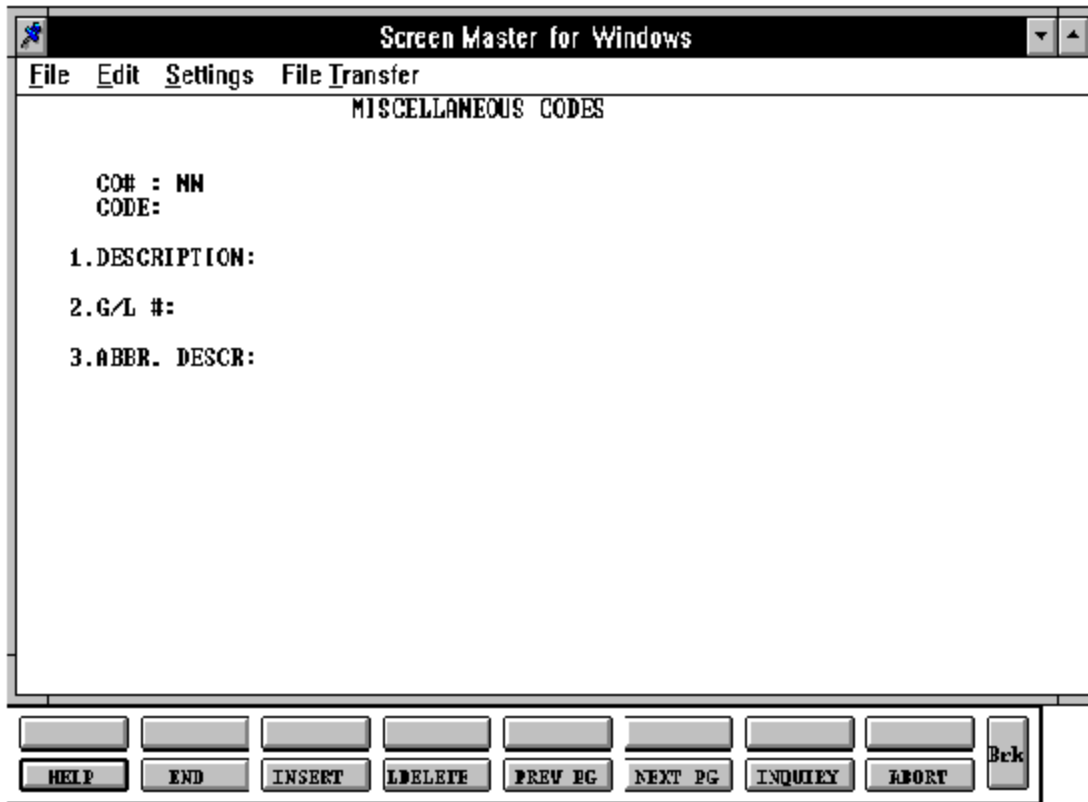 Screen Master for Windows
File Edit Settings File Transfer
MISCELLANEOUS CODES
CO# : NN
CODE:
1.DESCRIPTION:
2.G/L #:
3.ABBR. DESCR:
Brk
HELP END INSERT LDELETE PREV PG NEXT PG INQUIRY ABORT